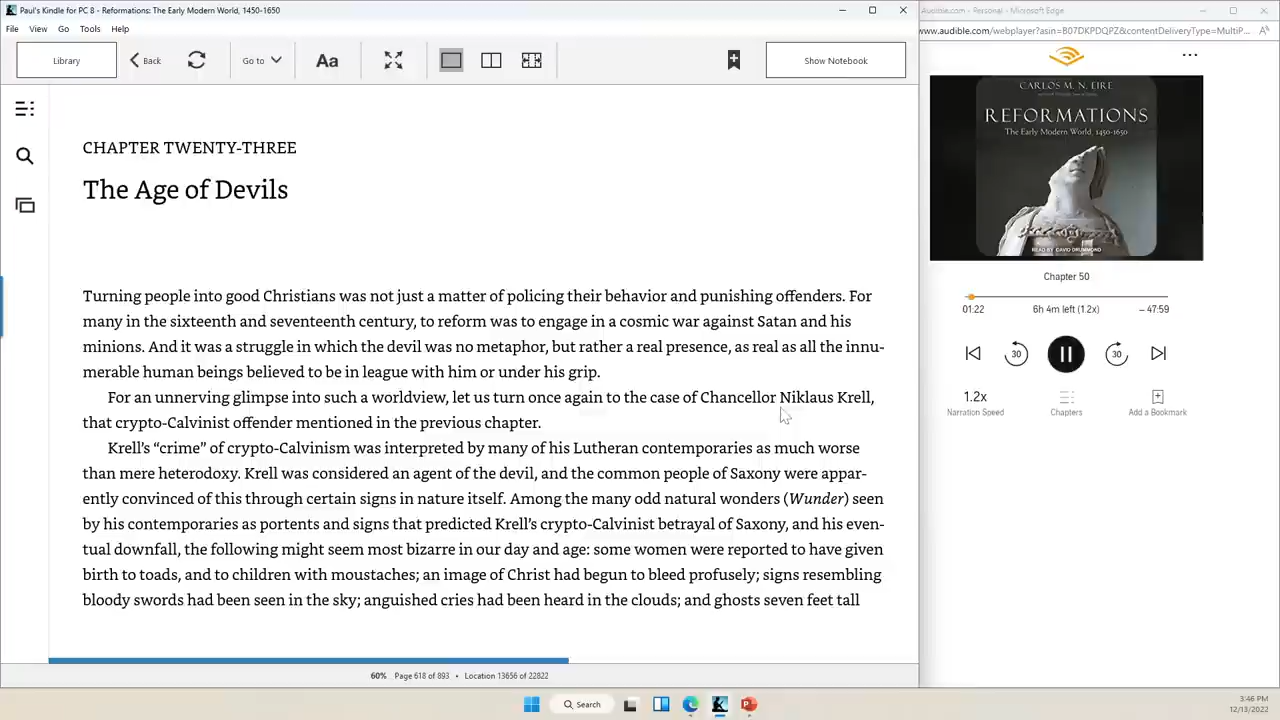 Paul's Kindle for PC 8 - Reformations: The Early Modern World, 1450-1650
File View Go Tools Help
Library
Back
Go to
Aa
Show Notebook
CHAPTER TWENTY-THREE
The Age of Devils
Turning people into good Christians was not just a matter of policing their behavior and punishing offenders. For
many in the sixteenth and seventeenth century, to reform was to engage in a cosmic war against Satan and his
minions. And it was a struggle in which the devil was no metaphor, but rather a real presence, as real as all the innu-
merable human beings believed to be in league with him or under his grip.
For an unnerving glimpse into such a worldview, let us turn once again to the case of Chancellor Niklaus Krell,
that crypto-Calvinist offender mentioned in the previous chapter.
Krell's “crime” of crypto-Calvinism was interpreted by many of his Lutheran contemporaries as much worse
than mere heterodoxy. Krell was considered an agent of the devil, and the common people of Saxony were appar-
ently convinced of this through certain signs in nature itself. Among the many odd natural wonders (Wunder) seen
by his contemporaries as portents and signs that predicted Krell's crypto-Calvinist betrayal of Saxony, and his even-
tual downfall, the following might seem most bizarre in our day and age: some women were reported to have given
birth to toads, and to children with moustaches; an image of Christ had begun to bleed profusely; signs resembling
bloody swords had been seen in the sky; anguished cries had been heard in the clouds; and ghosts seven feet tall
60% Page 618 of 893 • Location 13656 of 22822
Audible.com - Personal - Microsoft Edge
www.audible.com/webplayer?asin=B07DKPDQPZ&contentDeliveryType=MultiP...
CARLOS M. N. EIRE
REFORMATIONS
The Early Modern World, 1450-1650
READ BY DAVID DRUMMOND
Chapter 50
01:22 6h 4m left (1.2x) – 47:59
30 30
1.2x
Narration Speed Chapters Add a Bookmark
Search
3:46 PM
12/13/2022